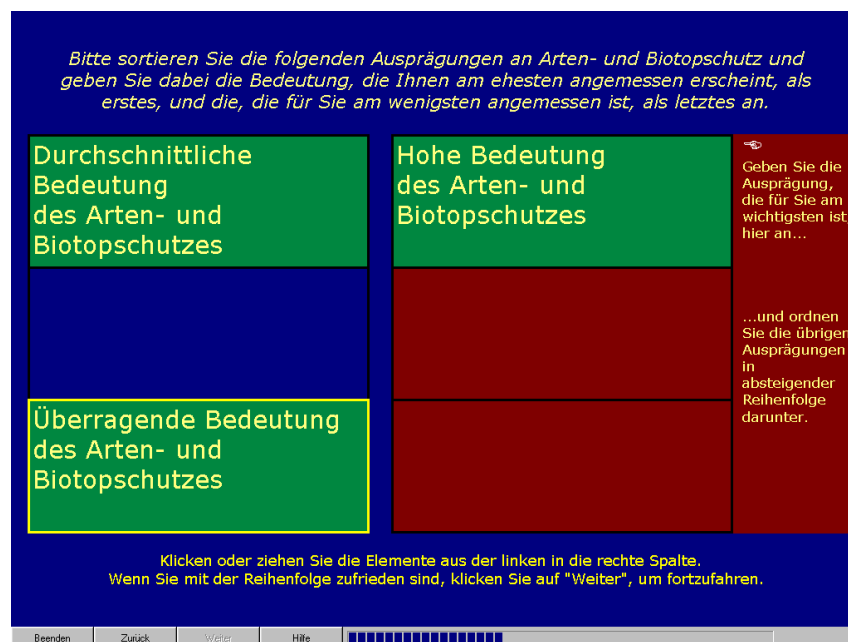 Bitte sortieren Sie die folgenden Ausprägungen an Arten- und Biotopschutz und
geben Sie dabei die Bedeutung, die Ihnen am ehesten angemessen erscheint, als
erstes, und die, die für Sie am wenigsten angemessen ist, als letztes an.
Durchschnittliche
Bedeutung
des Arten- und
Biotopschutzes
Hohe Bedeutung
des Arten- und
Biotopschutzes
Geben Sie die
Ausprägung,
die für Sie am
wichtigsten ist,
hier an...
...und ordnen
Sie die übrigen
Ausprägungen
in
absteigender
Reihenfolge
darunter.
Überragende Bedeutung
des Arten- und
Biotopschutzes
Klicken oder ziehen Sie die Elemente aus der linken in die rechte Spalte.
Wenn Sie mit der Reihenfolge zufrieden sind, klicken Sie auf "Weiter", um fortzufahren.
Beenden
Zurück
Weiter
Hilfe